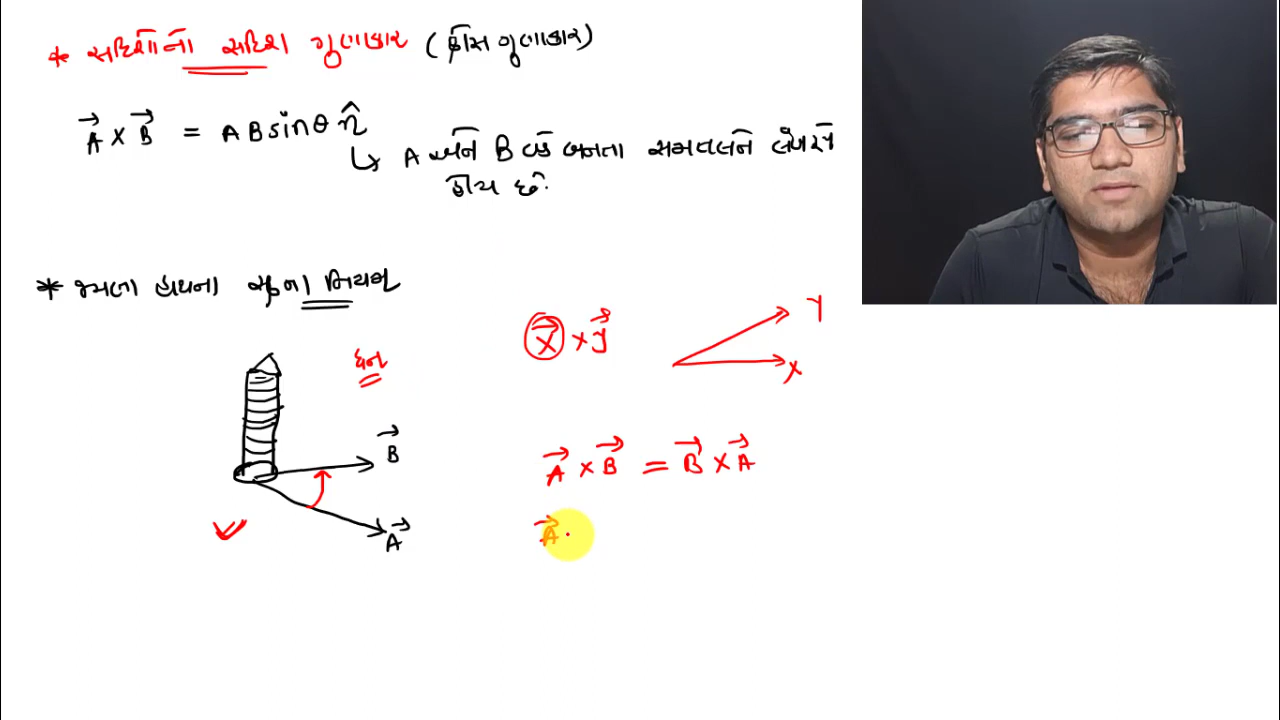 * સદિશોનો સદિશ ગુણાકાર (ક્રોસ ગુણાકાર)
A⃗ × B⃗ = AB sinθ n̂
↳ A અને B વડે બનતા સમતલને લંબરૂપે
હોય છે.
* જમણા હાથના સ્ક્રુનો નિયમ
ધન
B⃗
A⃗
X⃗ × Y⃗
Y
X
A⃗ × B⃗ = B⃗ × A⃗
A⃗ .